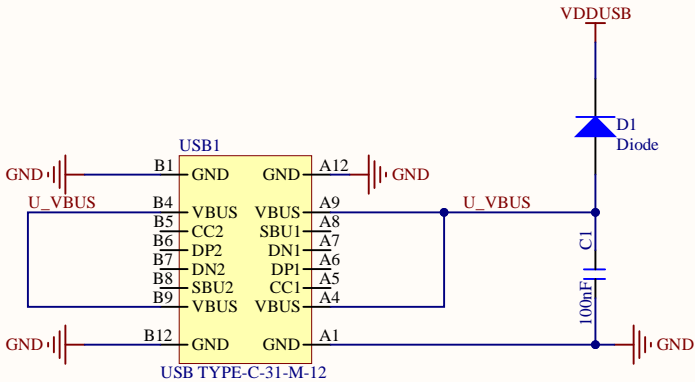 VDDUSB
D1
Diode
USB1
GND
B1
GND
GND
A12
GND
U_VBUS
B4
VBUS
VBUS
A9
U_VBUS
B5
CC2
SBU1
A8
B6
DP2
DN1
A7
C1
B7
DN2
DP1
A6
B8
SBU2
CC1
A5
B9
VBUS
VBUS
A4
100nF
GND
B12
GND
GND
A1
GND
USB TYPE-C-31-M-12